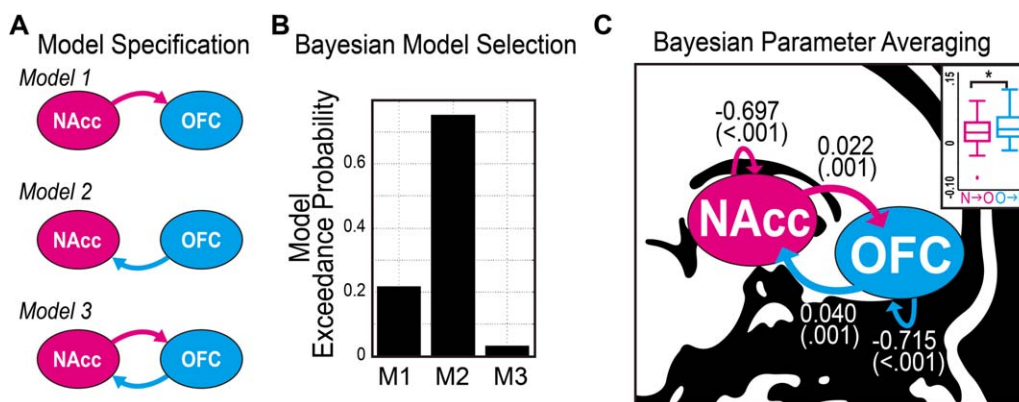 A
Model Specification
Model 1
NAcc
OFC
Model 2
NAcc
OFC
Model 3
NAcc
OFC
B
Bayesian Model Selection
Model
Exceedance Probability
0.6
0.4
0.2
0
M1
M2
M3
C
Bayesian Parameter Averaging
-0.697
(<.001)
0.022
(.001)
NAcc
OFC
0.040
(.001)
-0.715
(<.001)
.15
0
-0.10
*
N→O
O→